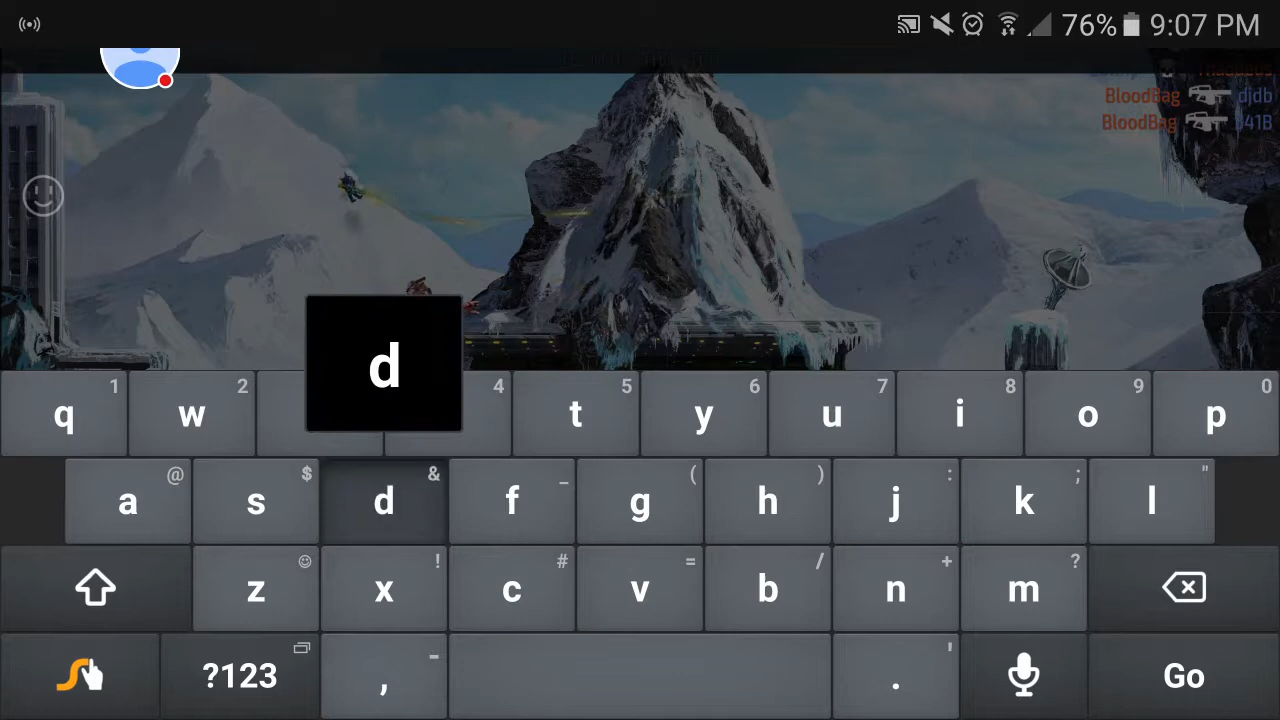 76% 9:07 PM
BloodBag djdb
BloodBag
d
1 2 4 5 6 7 8 9 0
q w t y u i o p
@ $ & _ ( ) : ; "
a s d f g h j k l
! # = / + ?
z x c v b n m
- '
?123 , . Go